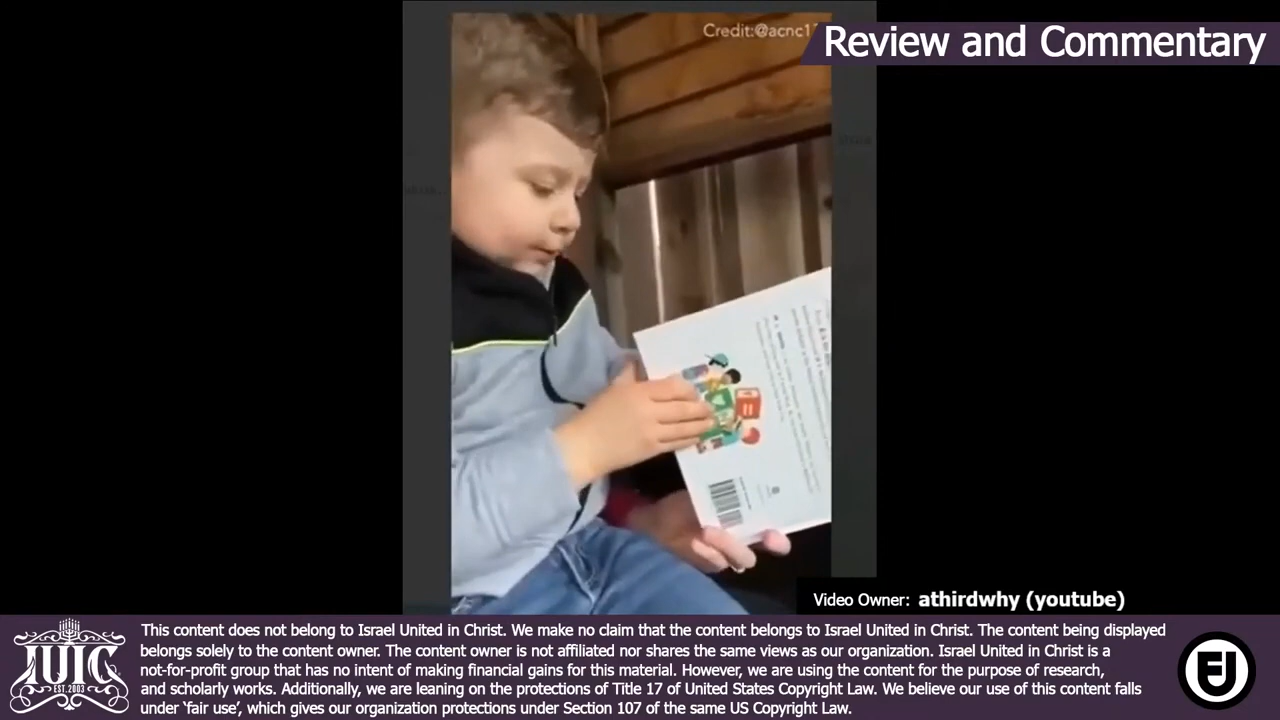 Credit:@acnc1
Review and Commentary
Video Owner: athirdwhy (youtube)
This content does not belong to Israel United in Christ. We make no claim that the content belongs to Israel United in Christ. The content being displayed
belongs solely to the content owner. The content owner is not affiliated nor shares the same views as our organization. Israel United in Christ is a
not-for-profit group that has no intent of making financial gains for this material. However, we are using the content for the purpose of research,
and scholarly works. Additionally, we are leaning on the protections of Title 17 of United States Copyright Law. We believe our use of this content falls
under ‘fair use’, which gives our organization protections under Section 107 of the same US Copyright Law.
IUIC
EST.2003